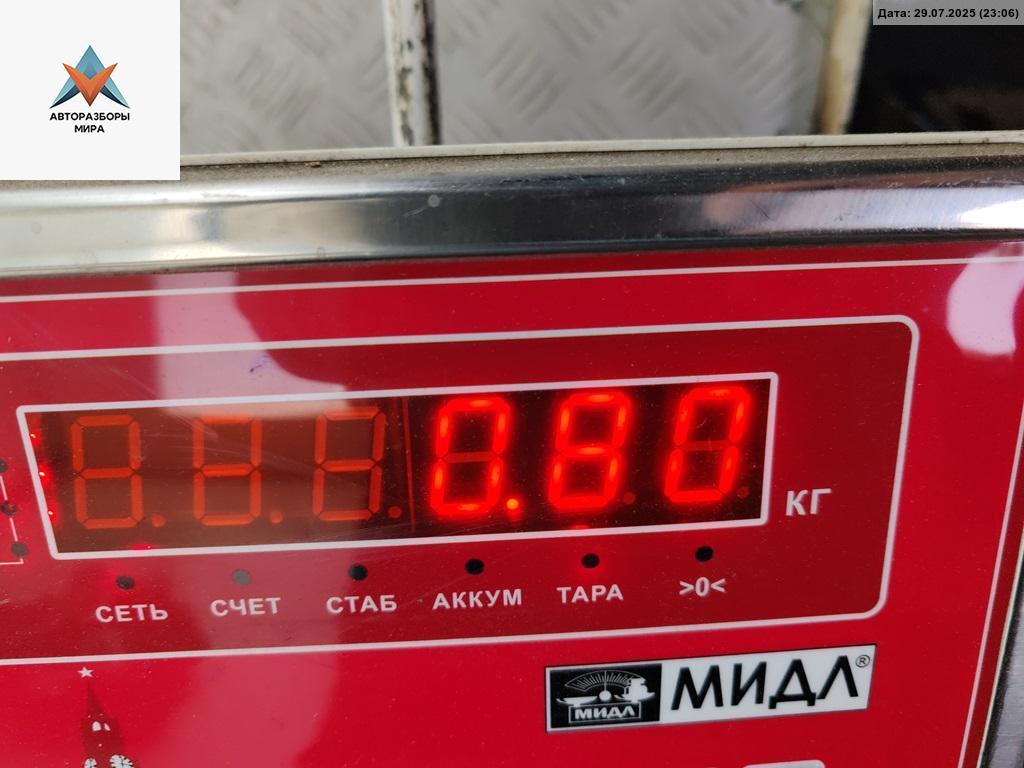 Дата: 29.07.2025 (23:06)
АВТОРАЗБОРЫ
МИРА
0.80
КГ
СЕТЬ СЧЕТ СТАБ АККУМ ТАРА >0<
МИДЛ
МИДЛ®